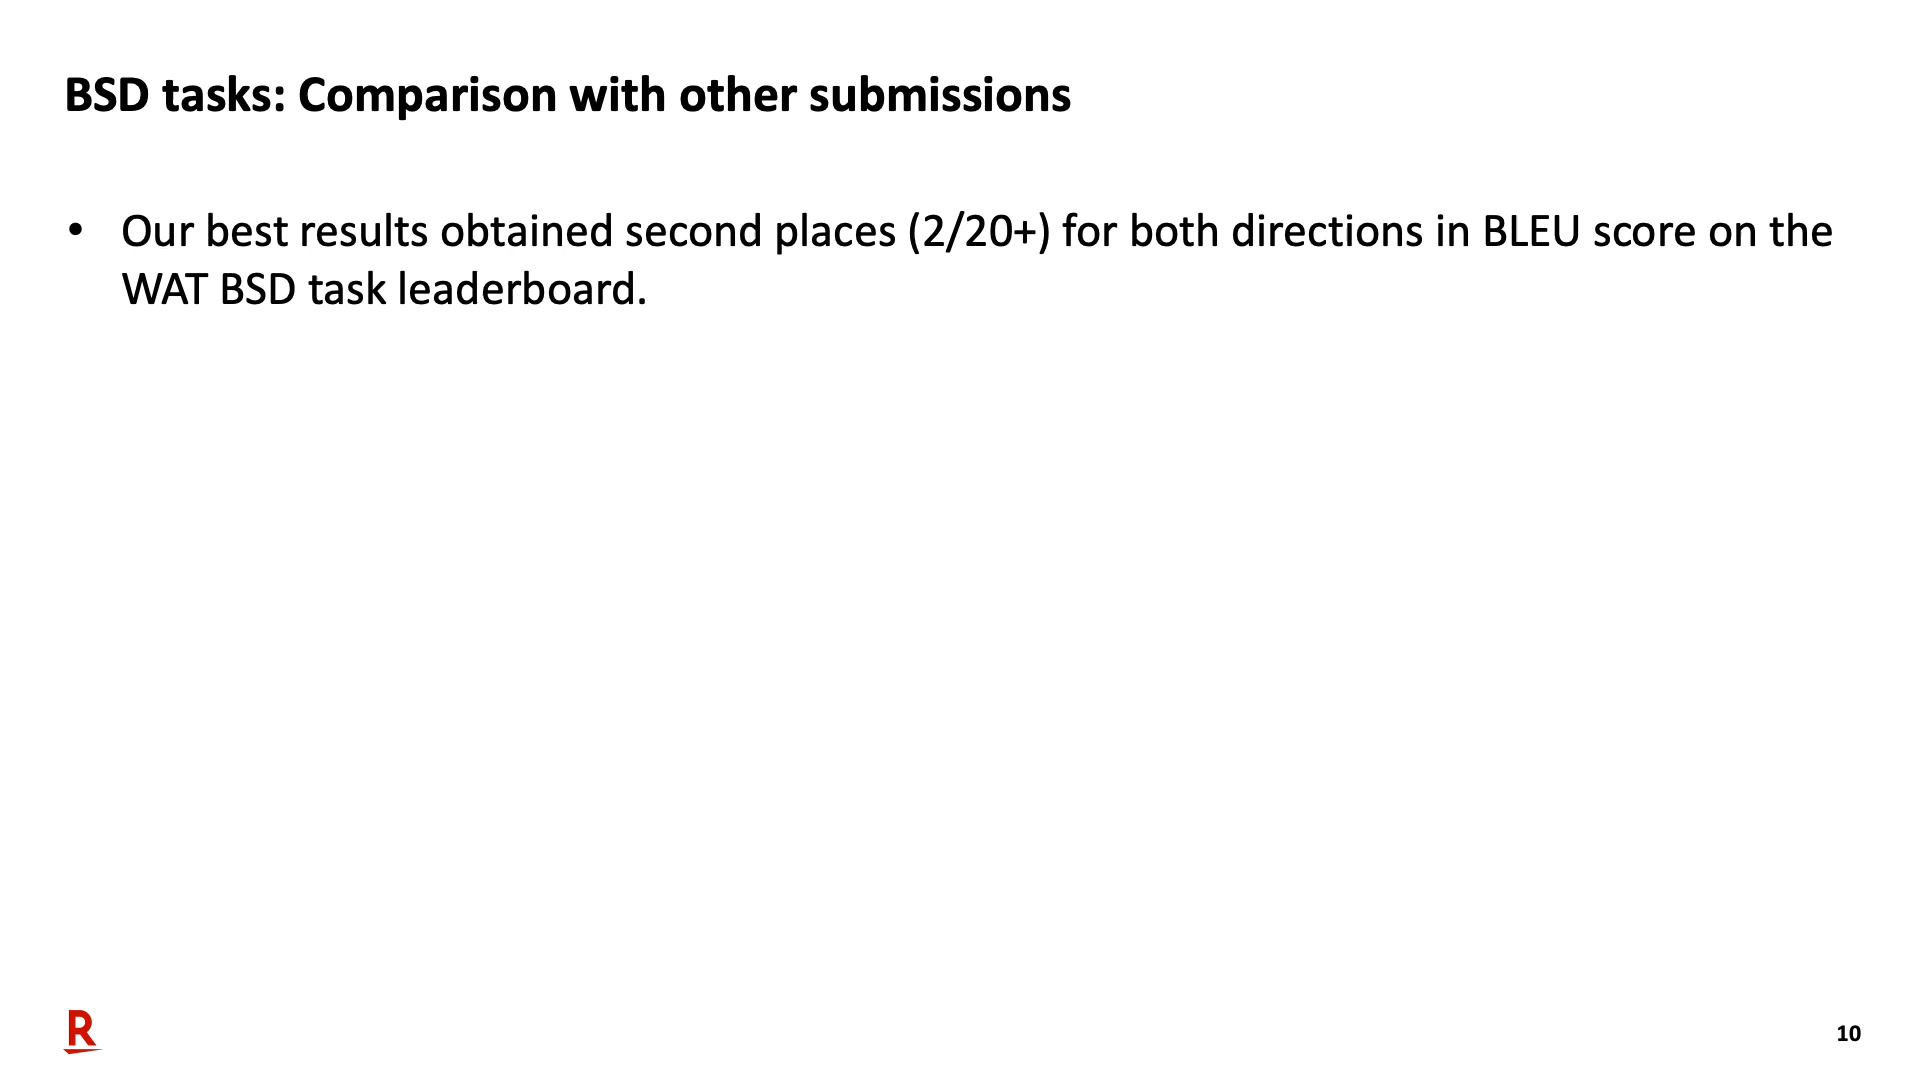 BSD tasks: Comparison with other submissions
• Our best results obtained second places (2/20+) for both directions in BLEU score on the
WAT BSD task leaderboard.
R
10